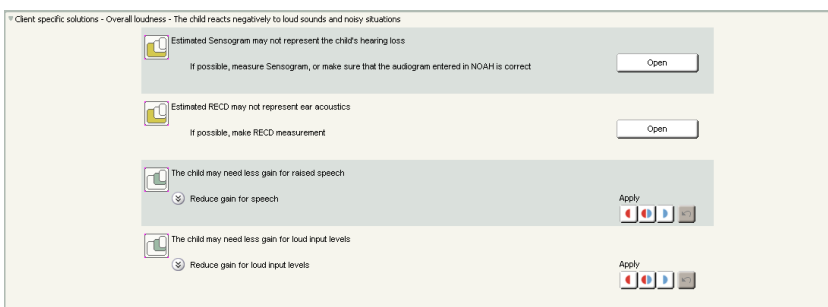 Client specific solutions - Overall loudness - The child reacts negatively to loud sounds and noisy situations
Estimated Sensogram may not represent the child's hearing loss
If possible, measure Sensogram, or make sure that the audiogram entered in NOAH is correct
Open
Estimated RECD may not represent ear acoustics
If possible, make RECD measurement
Open
The child may need less gain for raised speech
Reduce gain for speech
Apply
The child may need less gain for loud input levels
Reduce gain for loud input levels
Apply